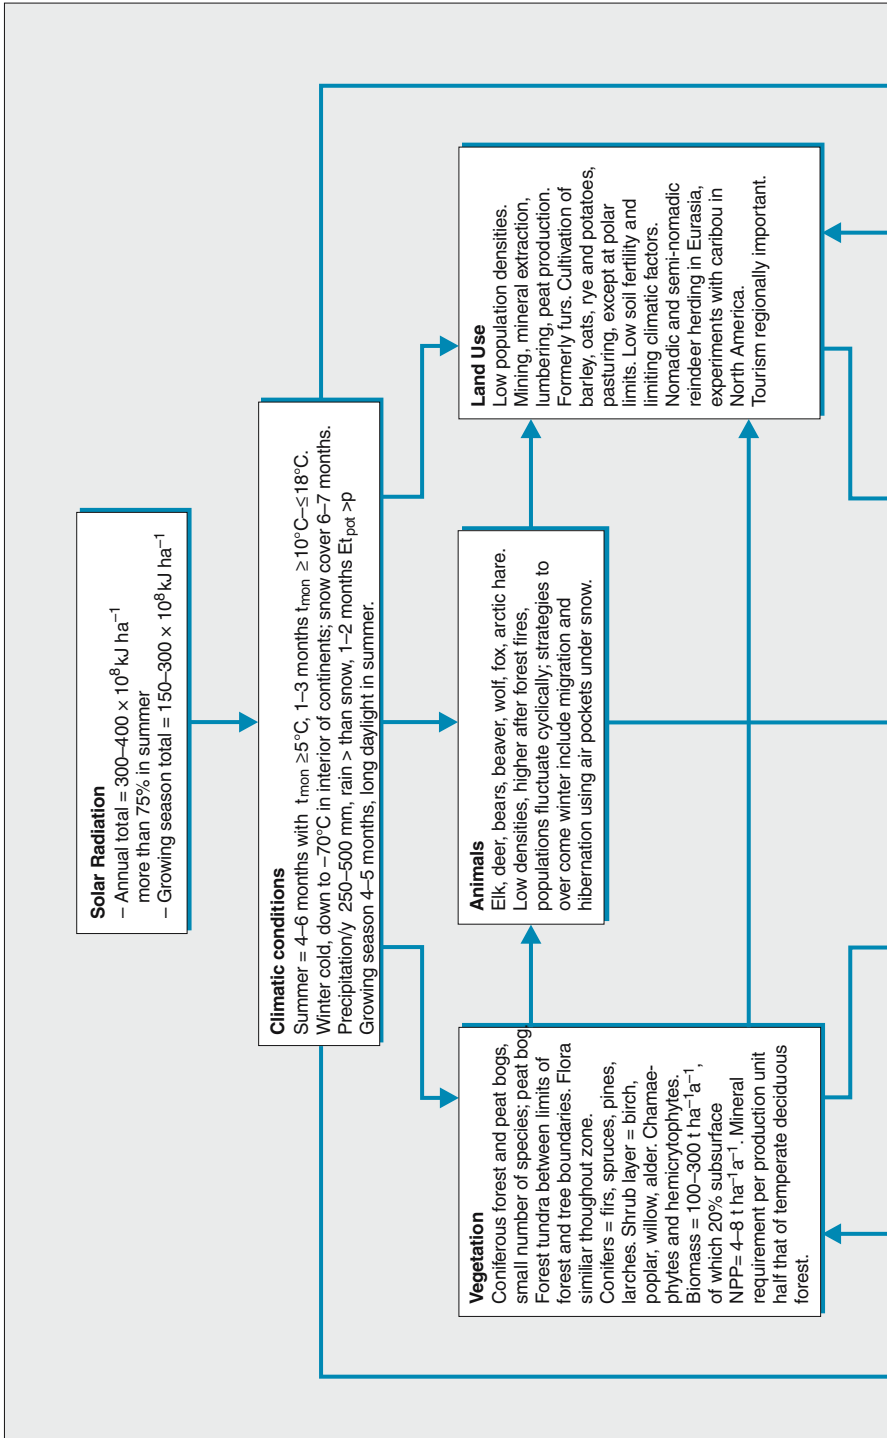 Solar Radiation
– Annual total = 300–400 × 10⁸ kJ ha⁻¹
more than 75% in summer
– Growing season total = 150–300 × 10⁸ kJ ha⁻¹
Climatic conditions
Summer = 4–6 months with t mon ≥5°C, 1–3 months t mon ≥10°C–≤18°C.
Winter cold, down to –70°C in interior of continents; snow cover 6–7 months.
Precipitation/y 250–500 mm, rain > than snow, 1–2 months Et pot >p
Growing season 4–5 months, long daylight in summer.
Vegetation
Coniferous forest and peat bogs,
small number of species; peat bog.
Forest tundra between limits of
forest and tree boundaries. Flora
similiar thoughout zone.
Conifers = firs, spruces, pines,
larches. Shrub layer = birch,
poplar, willow, alder. Chamae-
phytes and hemicrytophytes.
Biomass = 100–300 t ha⁻¹a⁻¹,
of which 20% subsurface
NPP= 4–8 t ha⁻¹a⁻¹. Mineral
requirement per production unit
half that of temperate deciduous
forest.
Animals
Elk, deer, bears, beaver, wolf, fox, arctic hare.
Low densities, higher after forest fires,
populations fluctuate cyclically; strategies to
over come winter include migration and
hibernation using air pockets under snow.
Land Use
Low population densities.
Mining, mineral extraction,
lumbering, peat production.
Formerly furs. Cultivation of
barley, oats, rye and potatoes,
pasturing, except at polar
limits. Low soil fertility and
limiting climatic factors.
Nomadic and semi-nomadic
reindeer herding in Eurasia,
experiments with caribou in
North America.
Tourism regionally important.